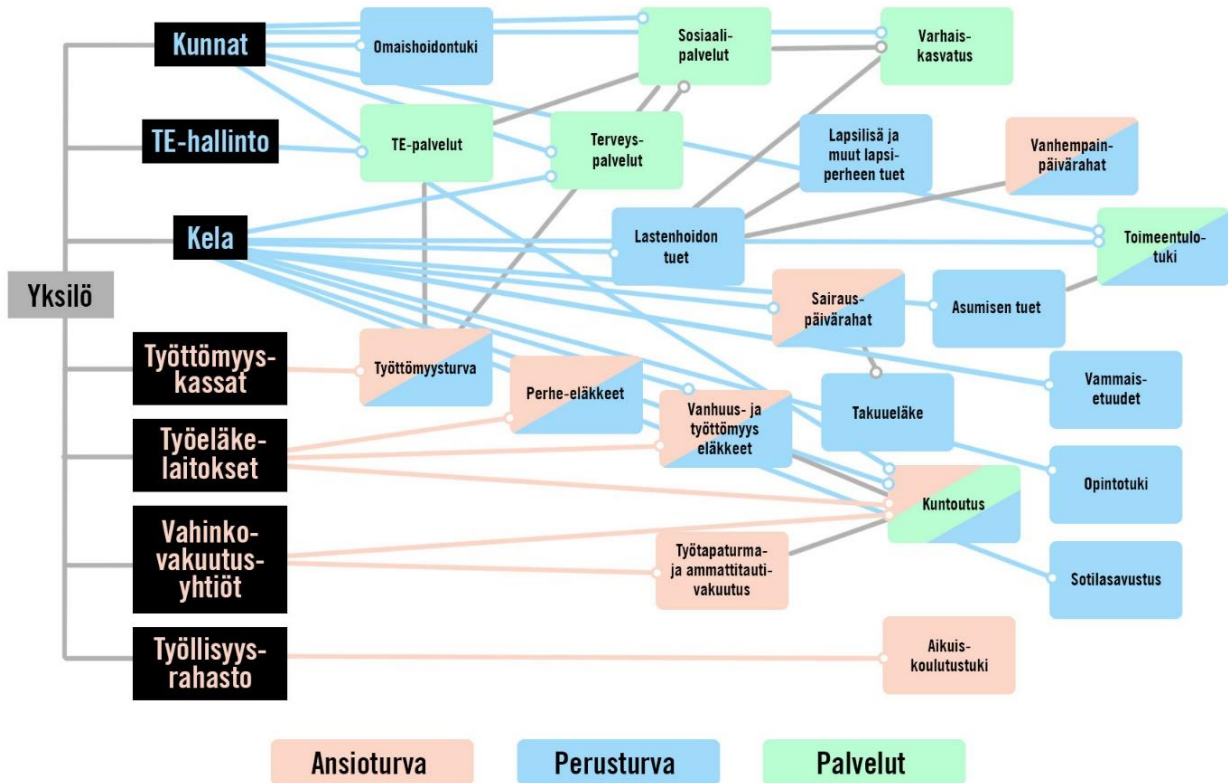 Kunnat
TE-hallinto
Kela
Yksilö
Työttömyys-
kassat
Työeläke-
laitokset
Vahinko-
vakuutus-
yhtiöt
Työllisyys-
rahasto
Omaishoidontuki
Sosiaali-
palvelut
Varhais-
kasvatus
TE-palvelut
Terveys-
palvelut
Lapsilisä ja
muut lapsi-
perheen tuet
Vanhempain-
päivärahat
Lastenhoidon
tuet
Toimeentulo-
tuki
Sairaus-
päivärahat
Asumisen tuet
Työttömyysturva
Perhe-eläkkeet
Vanhuus- ja
työttömyys
eläkkeet
Takuueläke
Vammais-
etuudet
Kuntoutus
Opintotuki
Työtapaturma-
ja ammattitauti-
vakuutus
Sotilasavustus
Aikuis-
koulutustuki
Ansioturva
Perusturva
Palvelut